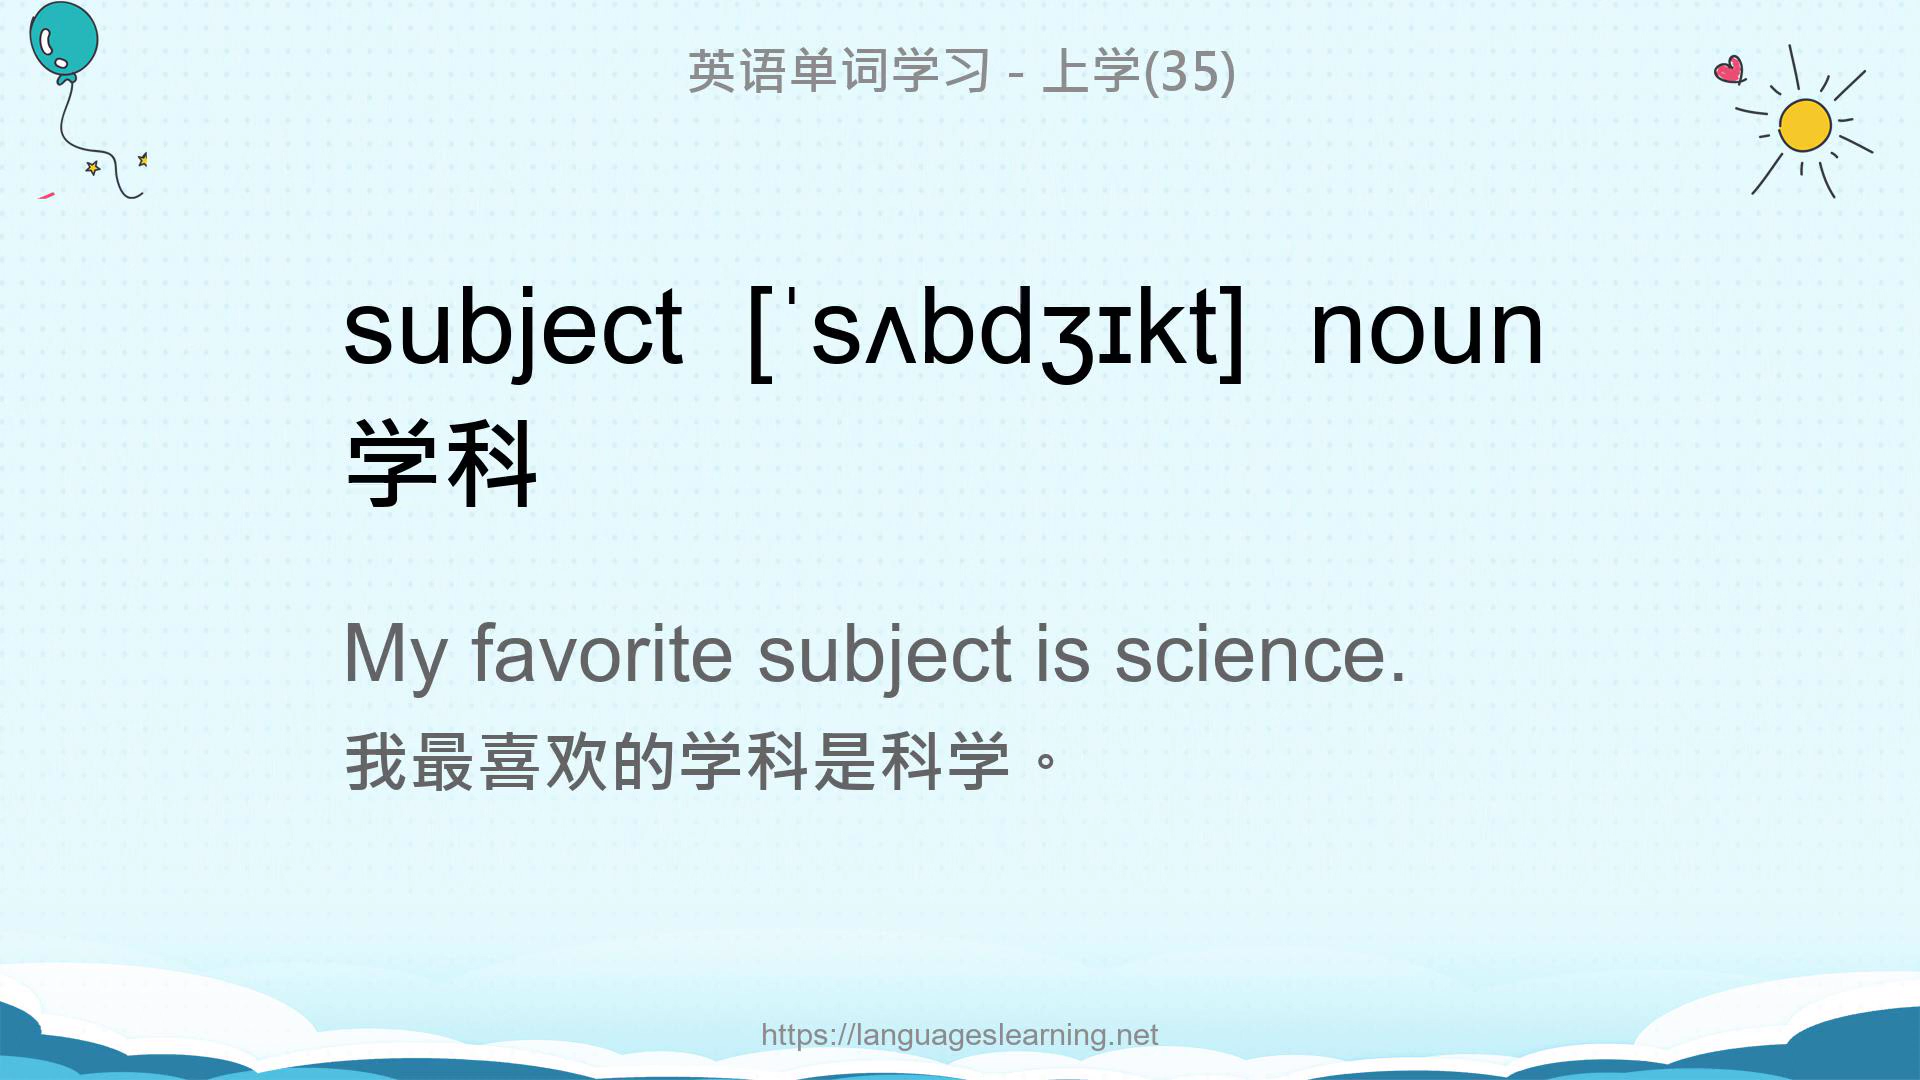 英语单词学习 - 上学(35)
subject [ˈsʌbdʒɪkt] noun
学科
My favorite subject is science.
我最喜欢的学科是科学。
https://languageslearning.net